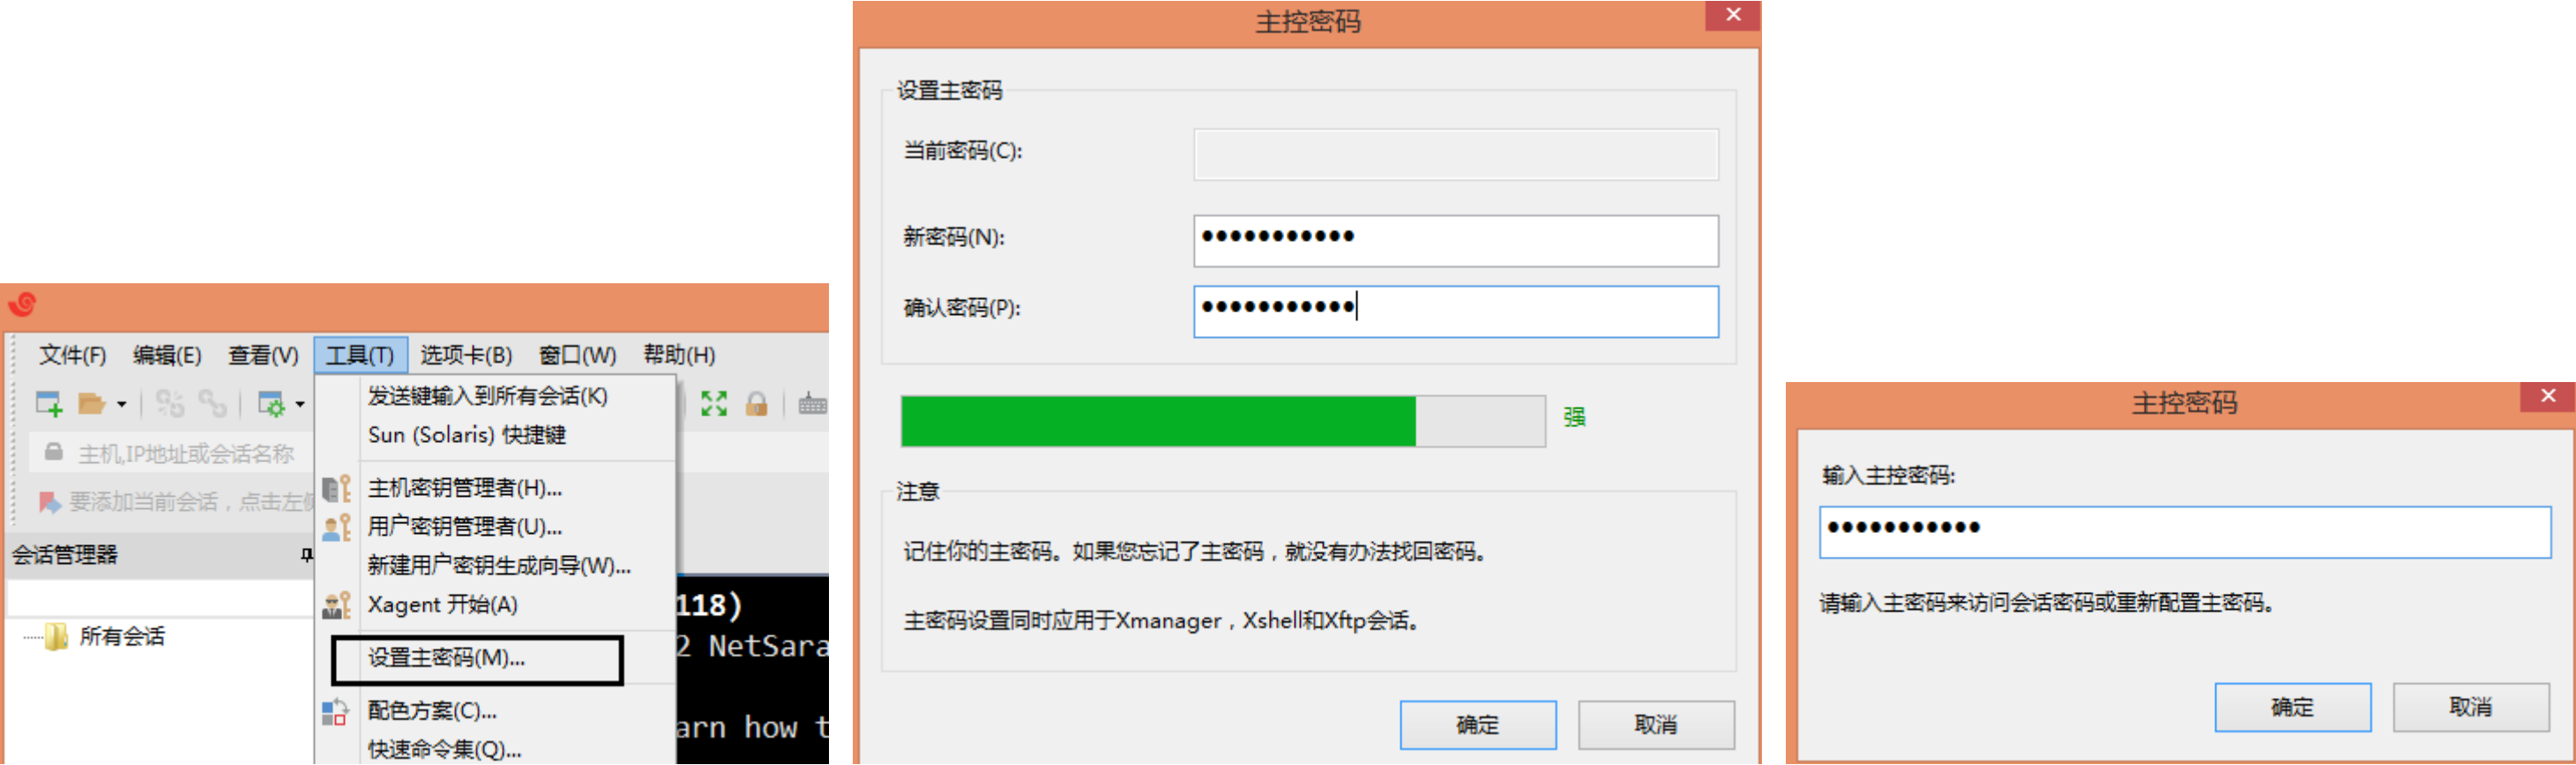 文件(F) 编辑(E) 查看(V) 工具(T) 选项卡(B) 窗口(W) 帮助(H)
主机,IP地址或会话名称
要添加当前会话，点击左
会话管理器
所有会话
发送键输入到所有会话(K)
Sun (Solaris) 快捷键
主机密钥管理者(H)...
用户密钥管理者(U)...
新建用户密钥生成向导(W)...
Xagent 开始(A)
设置主密码(M)...
配色方案(C)...
快速命令集(Q)...
118)
2 NetSara
arn how t
主控密码
设置主密码
当前密码(C):
新密码(N):
•••••••••••
确认密码(P):
•••••••••••
强
注意
记住你的主密码。如果您忘记了主密码，就没有办法找回密码。
主密码设置同时应用于Xmanager，Xshell和Xftp会话。
确定 取消
主控密码
输入主控密码:
•••••••••••
请输入主密码来访问会话密码或重新配置主密码。
确定 取消